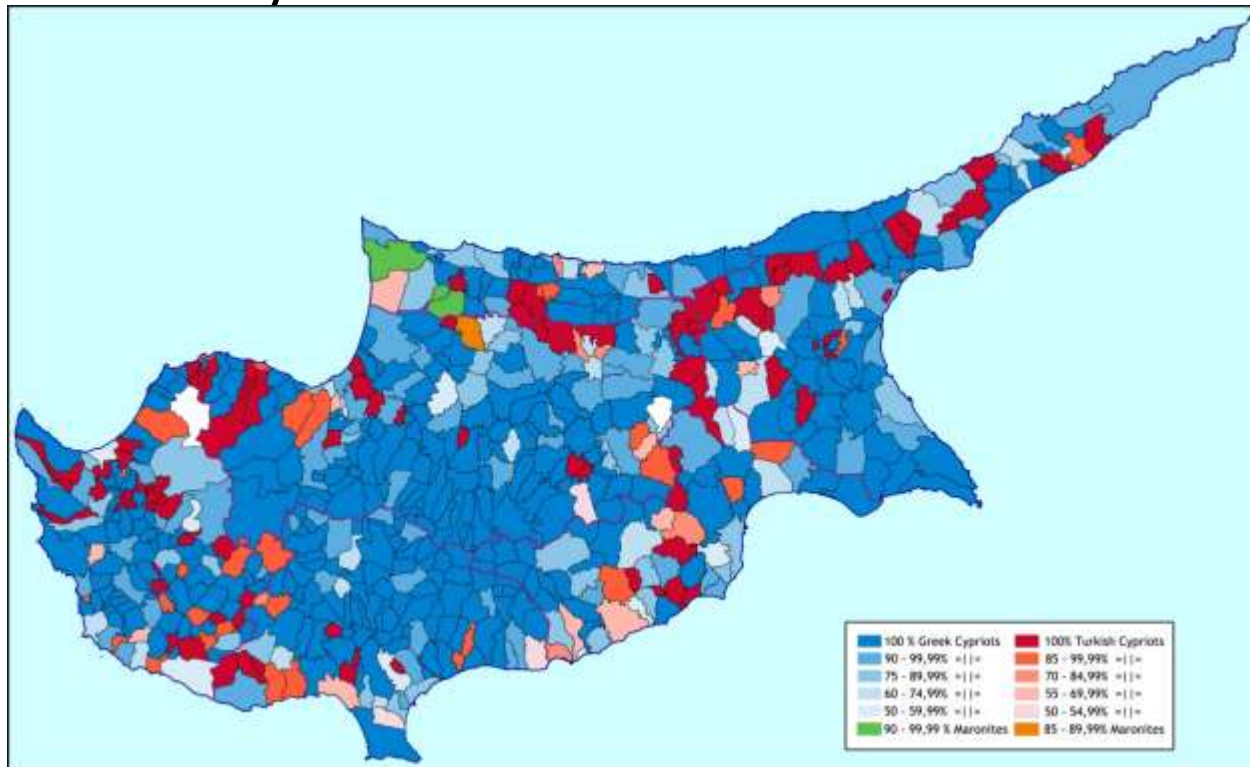 100 % Greek Cypriots
90 - 99,99% =||=
75 - 89,99% =||=
60 - 74,99% =||=
50 - 59,99% =||=
90 - 99,99 % Maronites
100% Turkish Cypriots
85 - 99,99% =||=
70 - 84,99% =||=
55 - 69,99% =||=
50 - 54,99% =||=
85 - 89,99% Maronites